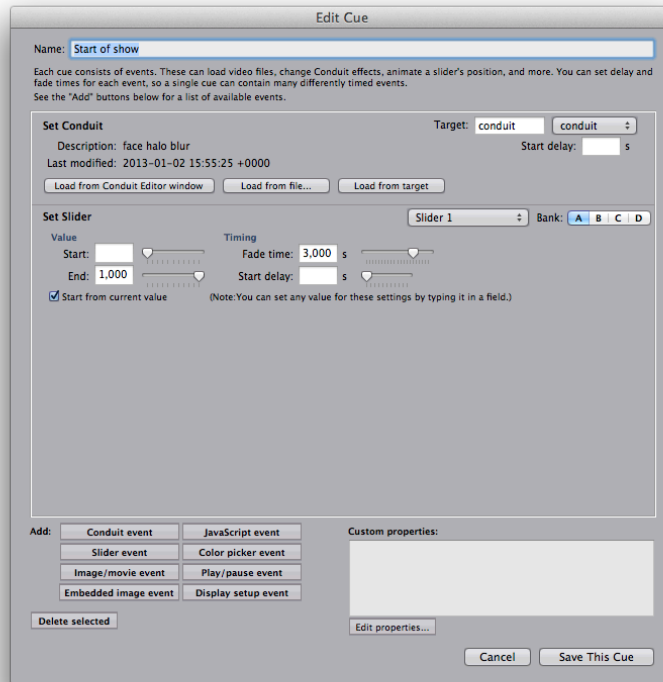 Edit Cue
Name: Start of show
Each cue consists of events. These can load video files, change Conduit effects, animate a slider's position, and more. You can set delay and
fade times for each event, so a single cue can contain many differently timed events.
See the "Add" buttons below for a list of available events.
Set Conduit Target: conduit conduit
Description: face halo blur Start delay: s
Last modified: 2013-01-02 15:55:25 +0000
Load from Conduit Editor window Load from file... Load from target
Set Slider Slider 1 Bank: A B C D
Value Timing
Start: Fade time: 3,000 s
End: 1,000 Start delay: s
Start from current value (Note:You can set any value for these settings by typing it in a field.)
Add: Conduit event JavaScript event Custom properties:
Slider event Color picker event
Image/movie event Play/pause event
Embedded image event Display setup event
Delete selected
Edit properties...
Cancel Save This Cue